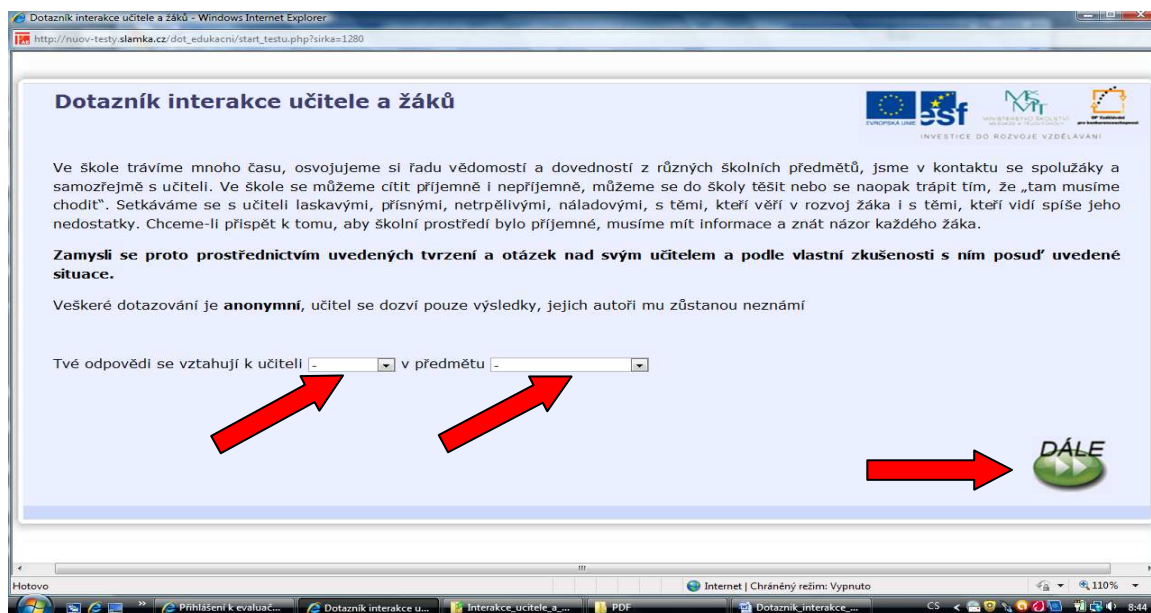 Dotazník interakce učitele a žáků - Windows Internet Explorer
http://nuov-testy.slamka.cz/dot_edukacni/start_testu.php?sirka=1280
Dotazník interakce učitele a žáků
EVROPSKÁ UNIE
esf
MŠMT
INVESTICE DO ROZVOJE VZDĚLÁVÁNÍ
Ve škole trávíme mnoho času, osvojujeme si řadu vědomostí a dovedností z různých školních předmětů, jsme v kontaktu se spolužáky a
samozřejmě s učiteli. Ve škole se můžeme cítit příjemně i nepříjemně, můžeme se do školy těšit nebo se naopak trápit tím, že „tam musíme
chodit“. Setkáváme se s učiteli laskavými, přísnými, netrpělivými, náladovými, s těmi, kteří věří v rozvoj žáka i s těmi, kteří vidí spíše jeho
nedostatky. Chceme-li přispět k tomu, aby školní prostředí bylo příjemné, musíme mít informace a znát názor každého žáka.
Zamysli se proto prostřednictvím uvedených tvrzení a otázek nad svým učitelem a podle vlastní zkušenosti s ním posuď uvedené
situace.
Veškeré dotazování je anonymní, učitel se dozví pouze výsledky, jejich autoři mu zůstanou neznámí
Tvé odpovědi se vztahují k učiteli - v předmětu -
DÁLE
Hotovo
Internet | Chráněný režim: Vypnuto
110%
Přihlášení k evaluač...
Dotazník interakce u...
Interakce_ucitele_a_...
PDF
Dotaznik_interakce_...
CS
8:44